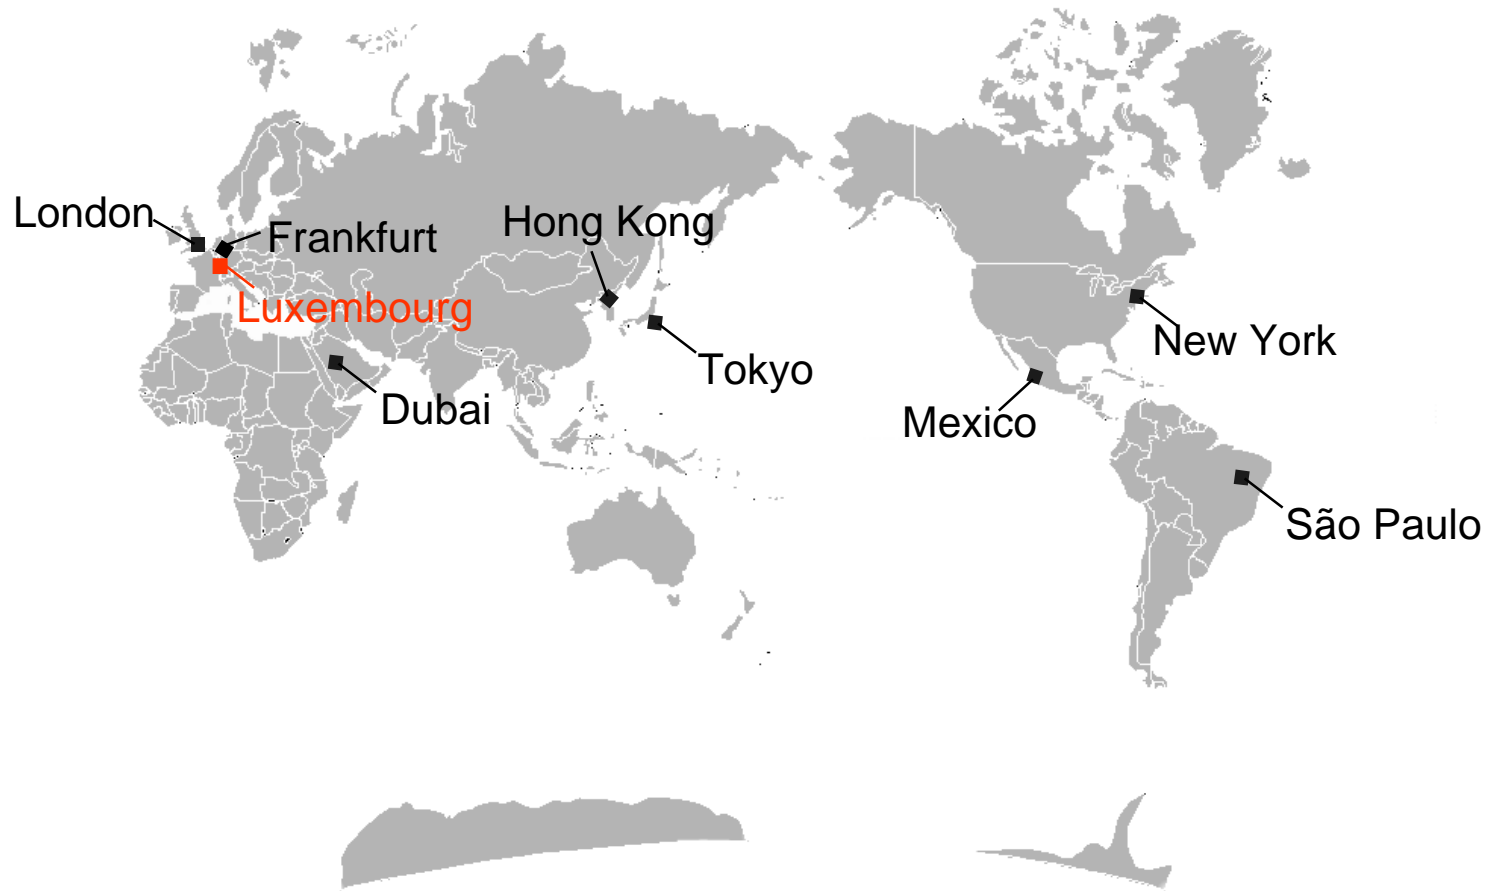 London
Frankfurt
Hong Kong
Luxembourg
Tokyo
New York
Dubai
Mexico
São Paulo